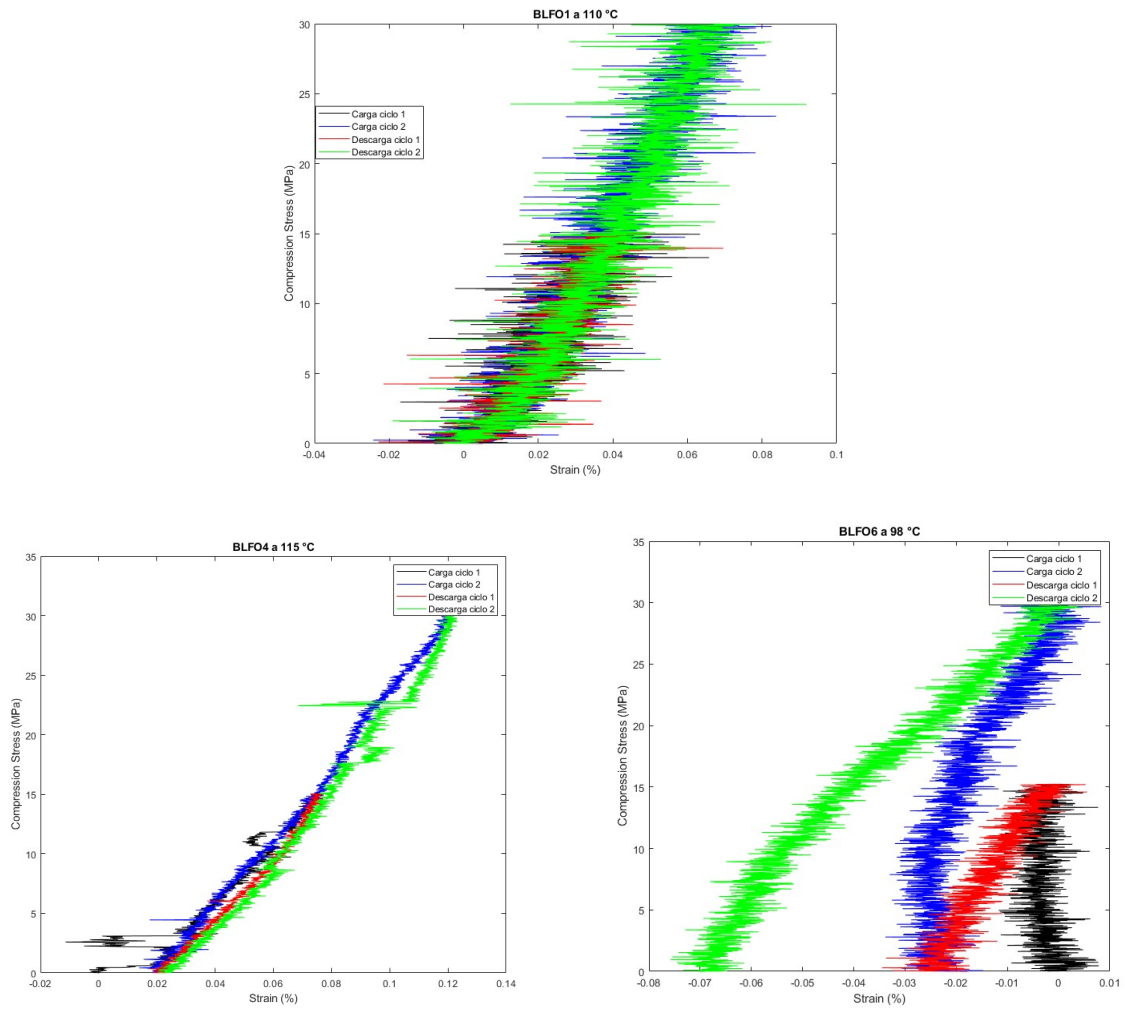 BLFO1 a 110 °C
30
25
20
15
10
5
0
Compression Stress (MPa)
Carga ciclo 1
Carga ciclo 2
Descarga ciclo 1
Descarga ciclo 2
-0.04
-0.02
0
0.02
0.04
0.06
0.08
0.1
Strain (%)
BLFO4 a 115 °C
35
30
25
20
15
10
5
0
Compression Stress (MPa)
Carga ciclo 1
Carga ciclo 2
Descarga ciclo 1
Descarga ciclo 2
-0.02
0
0.02
0.04
0.06
0.08
0.1
0.12
0.14
Strain (%)
BLFO6 a 98 °C
35
30
25
20
15
10
5
0
Compression Stress (MPa)
Carga ciclo 1
Carga ciclo 2
Descarga ciclo 1
Descarga ciclo 2
-0.08
-0.07
-0.06
-0.05
-0.04
-0.03
-0.02
-0.01
0
0.01
Strain (%)